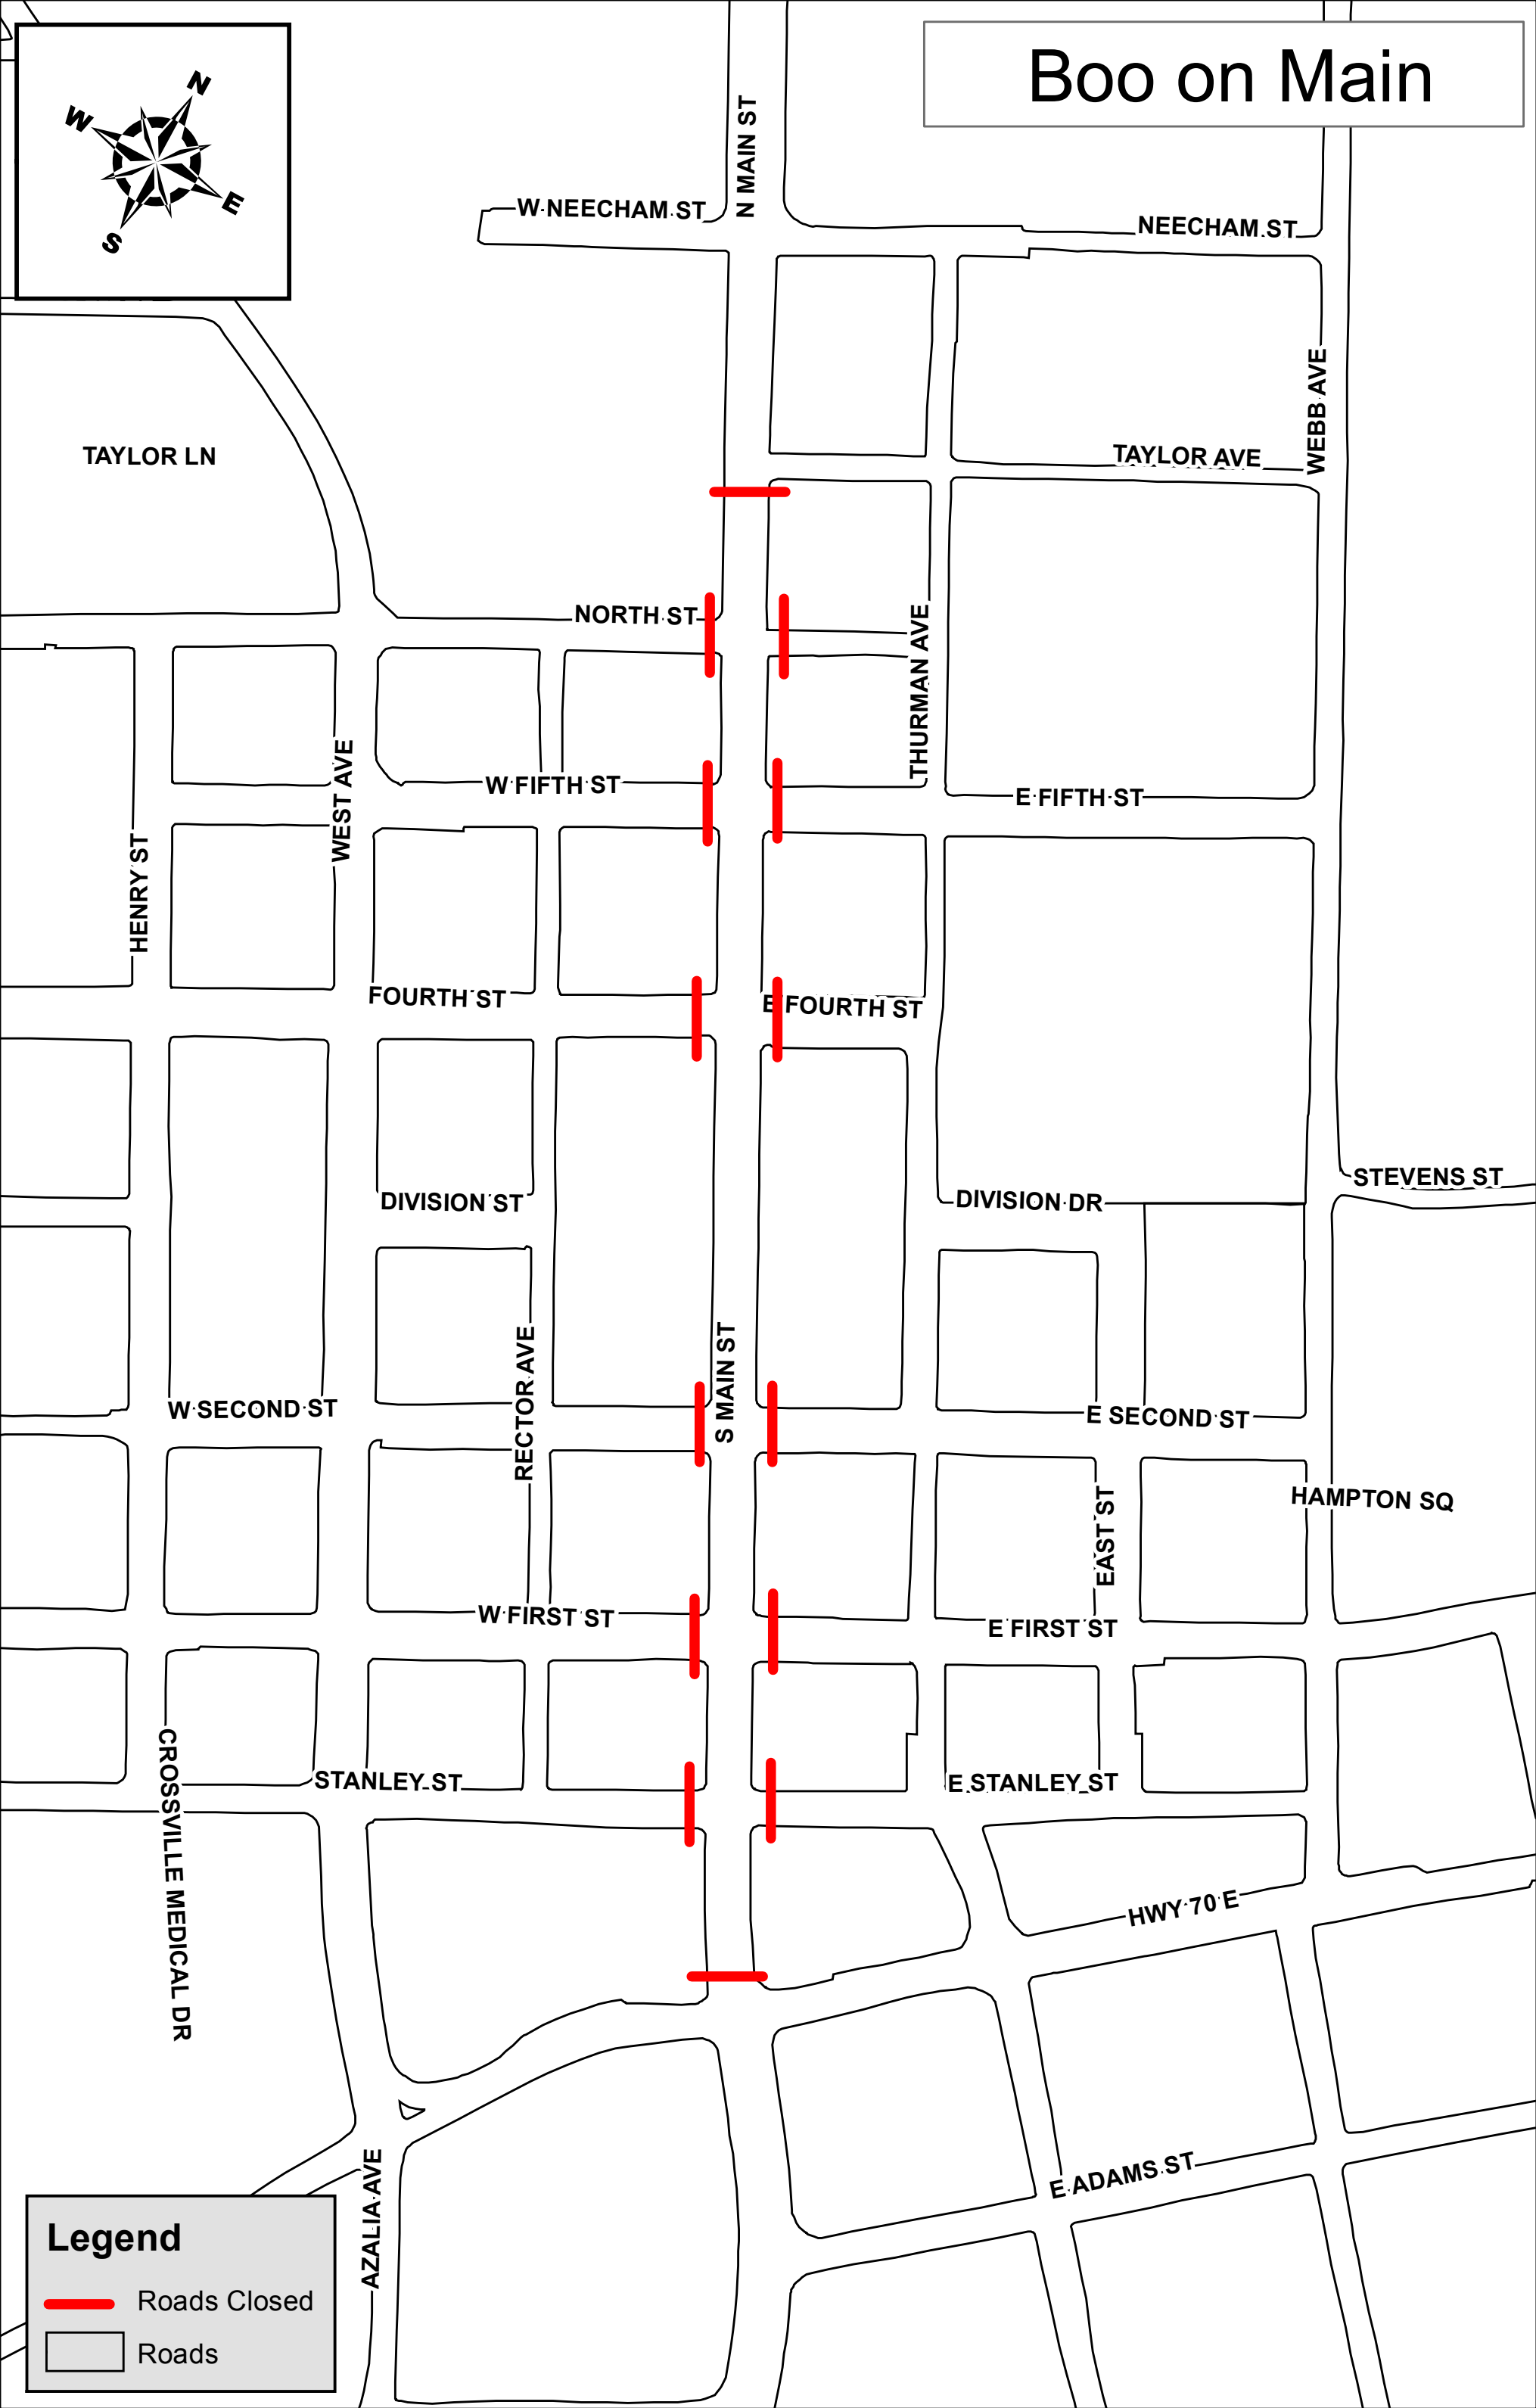 Boo on Main
N
W
E
S
N MAIN ST
W NEECHAM ST
NEECHAM ST
WEBB AVE
TAYLOR LN
TAYLOR AVE
NORTH ST
THURMAN AVE
WEST AVE
W FIFTH ST
E FIFTH ST
HENRY ST
FOURTH ST
E FOURTH ST
STEVENS ST
DIVISION ST
DIVISION DR
RECTOR AVE
S MAIN ST
W SECOND ST
E SECOND ST
HAMPTON SQ
EAST ST
W FIRST ST
E FIRST ST
CROSSVILLE MEDICAL DR
STANLEY ST
E STANLEY ST
HWY 70 E
E ADAMS ST
AZALIA AVE
Legend
Roads Closed
Roads